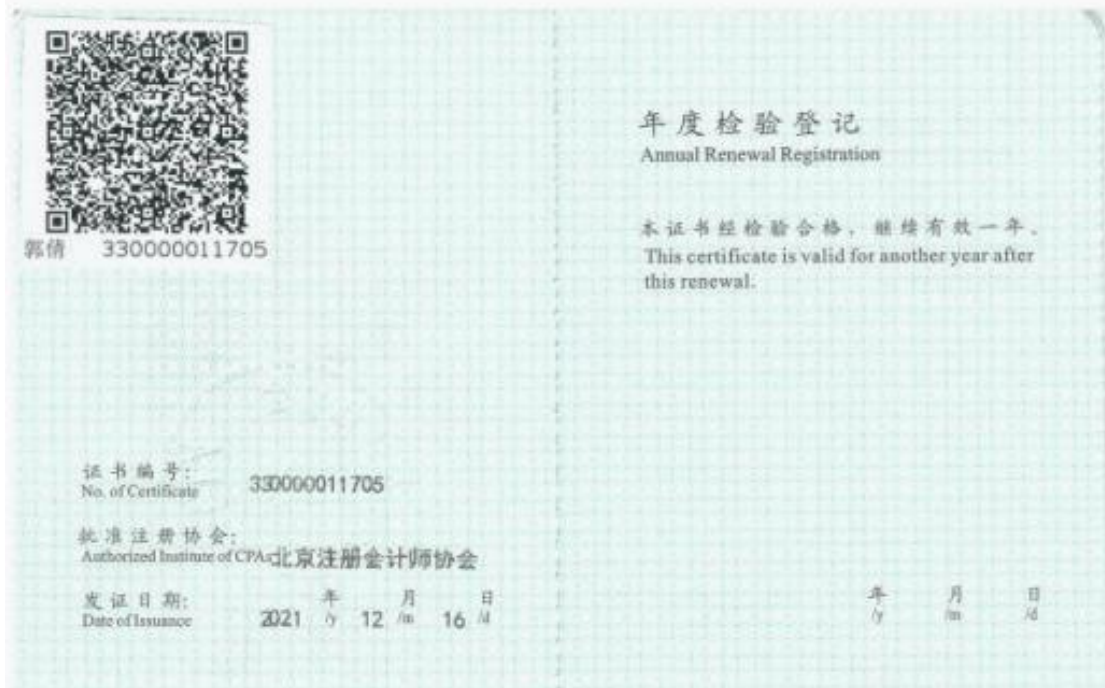 郭倩 330000011705
证书编号: 330000011705
No. of Certificate
批准注册协会:
Authorized Institute of CPAs 北京注册会计师协会
发证日期: 年 月 日
Date of Issuance 2021 /y 12 /m 16 /d
年度检验登记
Annual Renewal Registration
本证书经检验合格，继续有效一年。
This certificate is valid for another year after
this renewal.
年 月 日
/y /m /d